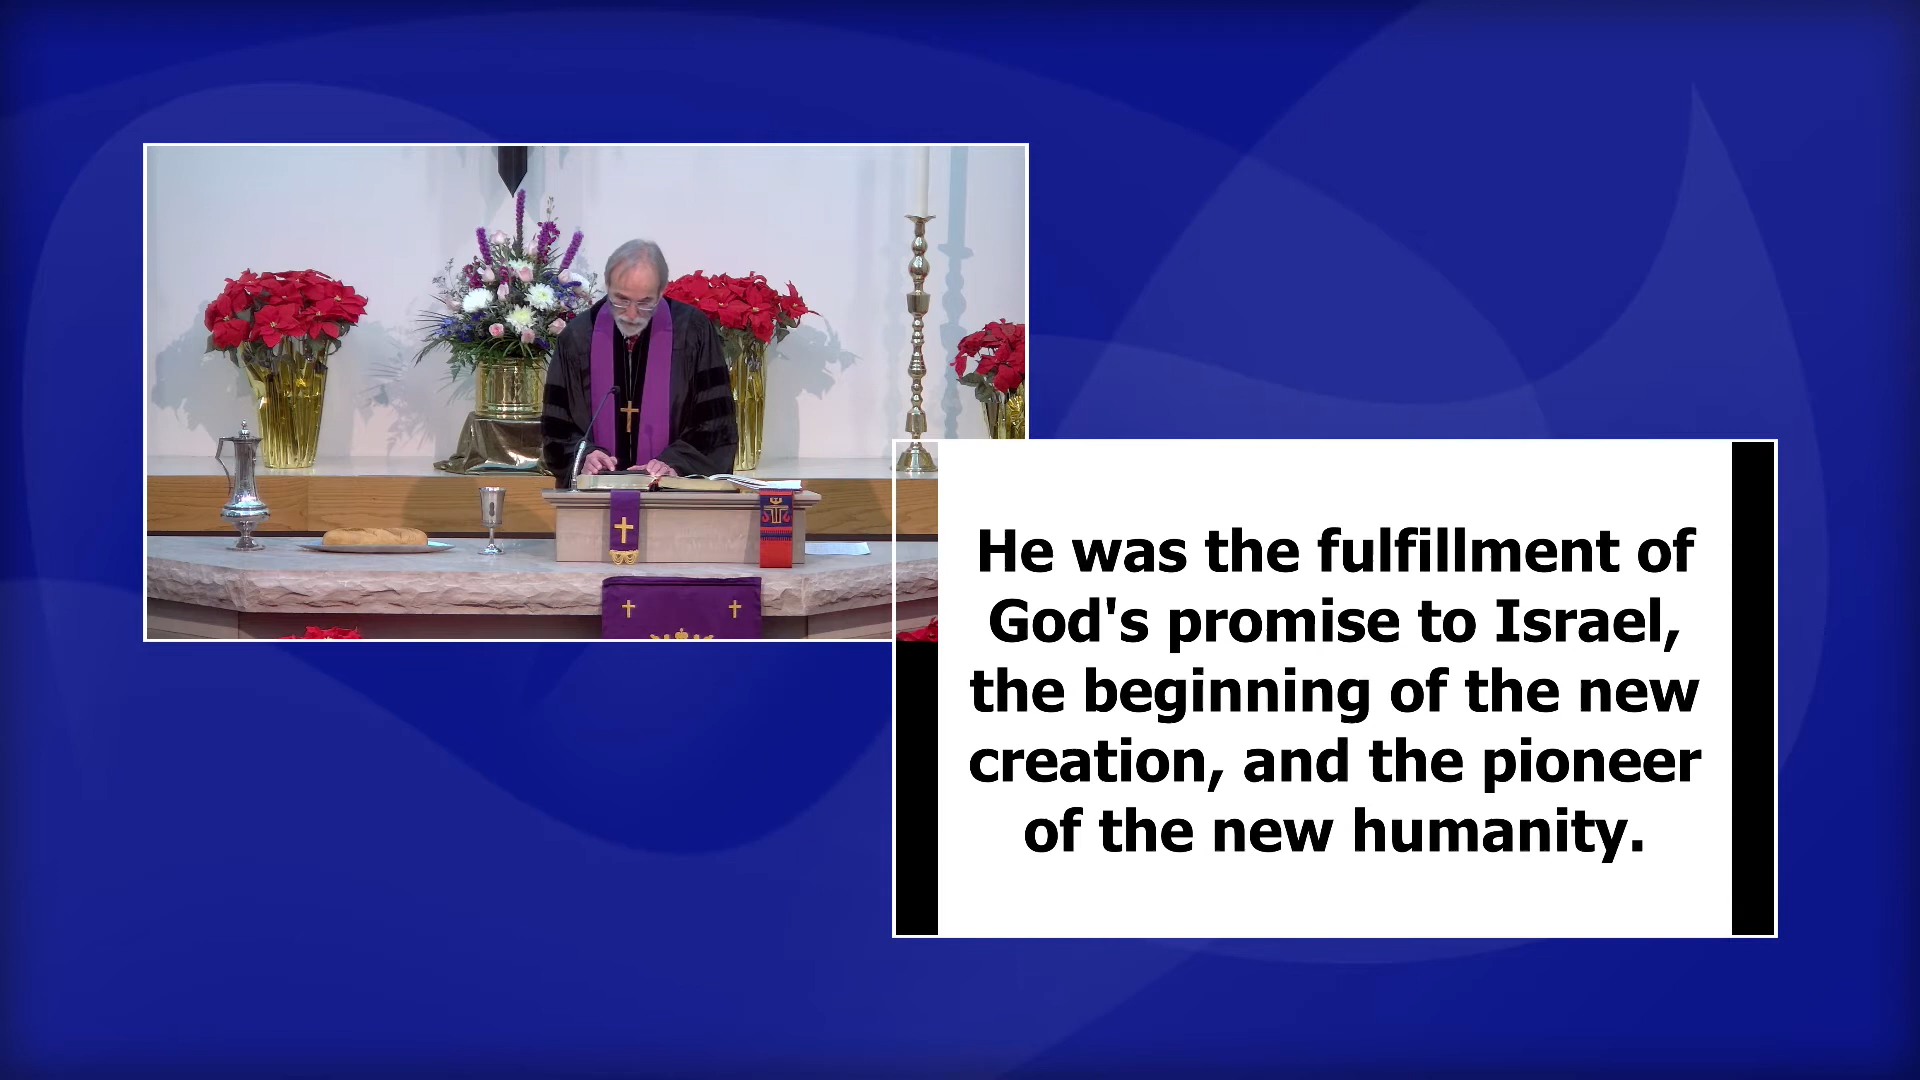 He was the fulfillment of
God's promise to Israel,
the beginning of the new
creation, and the pioneer
of the new humanity.